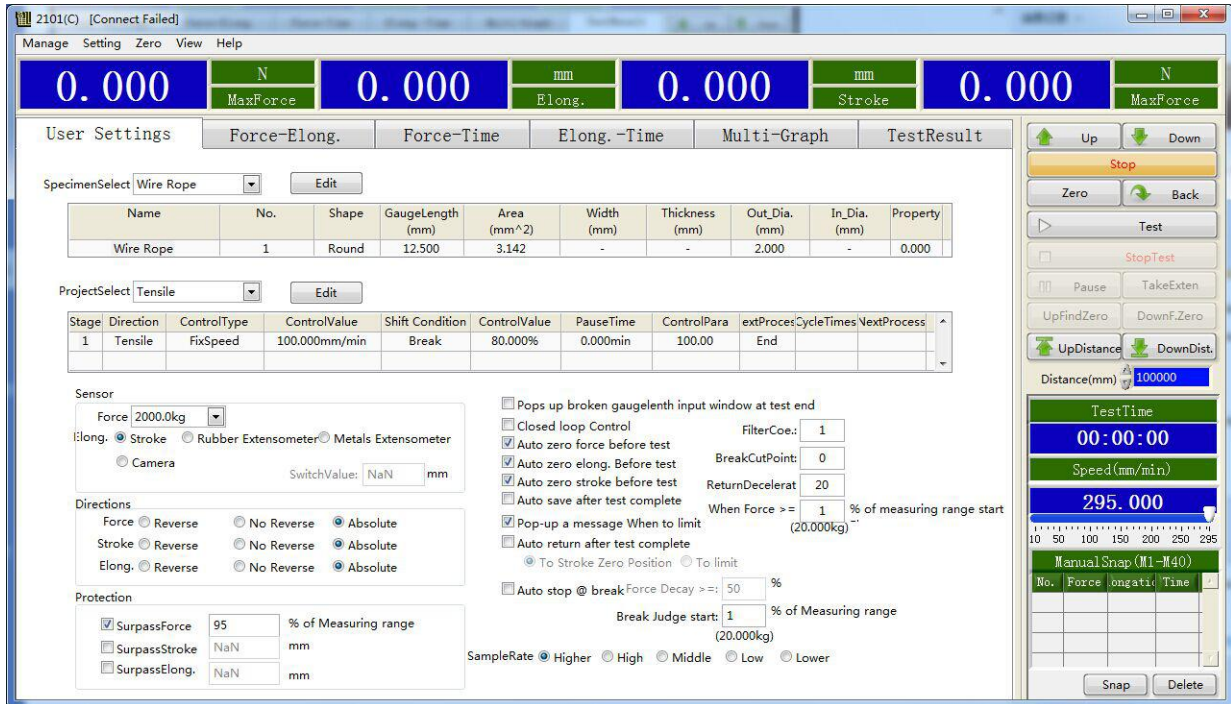 2101(C) [Connect Failed]
Manage Setting Zero View Help
0.000 N MaxForce 0.000 mm Elong. 0.000 mm Stroke 0.000 N MaxForce
User Settings Force-Elong. Force-Time Elong.-Time Multi-Graph TestResult
SpecimenSelect Wire Rope Edit
Name No. Shape GaugeLength (mm) Area (mm^2) Width (mm) Thickness (mm) Out_Dia. (mm) In_Dia. (mm) Property
Wire Rope 1 Round 12.500 3.142 - - 2.000 - 0.000
ProjectSelect Tensile Edit
Stage Direction ControlType ControlValue Shift Condition ControlValue PauseTime ControlPara extProces CycleTimes NextProcess
1 Tensile FixSpeed 100.000mm/min Break 80.000% 0.000min 100.00 End
Sensor
Force 2000.0kg
Elong. Stroke Rubber Extensometer Metals Extensometer
Camera
SwitchValue: NaN mm
Directions
Force Reverse No Reverse Absolute
Stroke Reverse No Reverse Absolute
Elong. Reverse No Reverse Absolute
Protection
SurpassForce 95 % of Measuring range
SurpassStroke NaN mm
SurpassElong. NaN mm
Pops up broken gaugelenth input window at test end
Closed loop Control
FilterCoe.: 1
Auto zero force before test
Auto zero elong. Before test
BreakCutPoint: 0
Auto zero stroke before test
ReturnDecelerat 20
Auto save after test complete
When Force >= 1 % of measuring range start
(20.000kg)
Pop-up a message When to limit
Auto return after test complete
To Stroke Zero Position To limit
Auto stop @ break Force Decay >=: 50 %
Break Judge start: 1 % of Measuring range
(20.000kg)
SampleRate Higher High Middle Low Lower
Up Down
Stop
Zero Back
Test
StopTest
Pause TakeExten
UpFindZero DownF.Zero
UpDistance DownDist.
Distance(mm) 100000
TestTime
00:00:00
Speed(mm/min)
295.000
10 50 100 150 200 250 295
ManualSnap(M1-M40)
No. Force longatic Time
Snap Delete